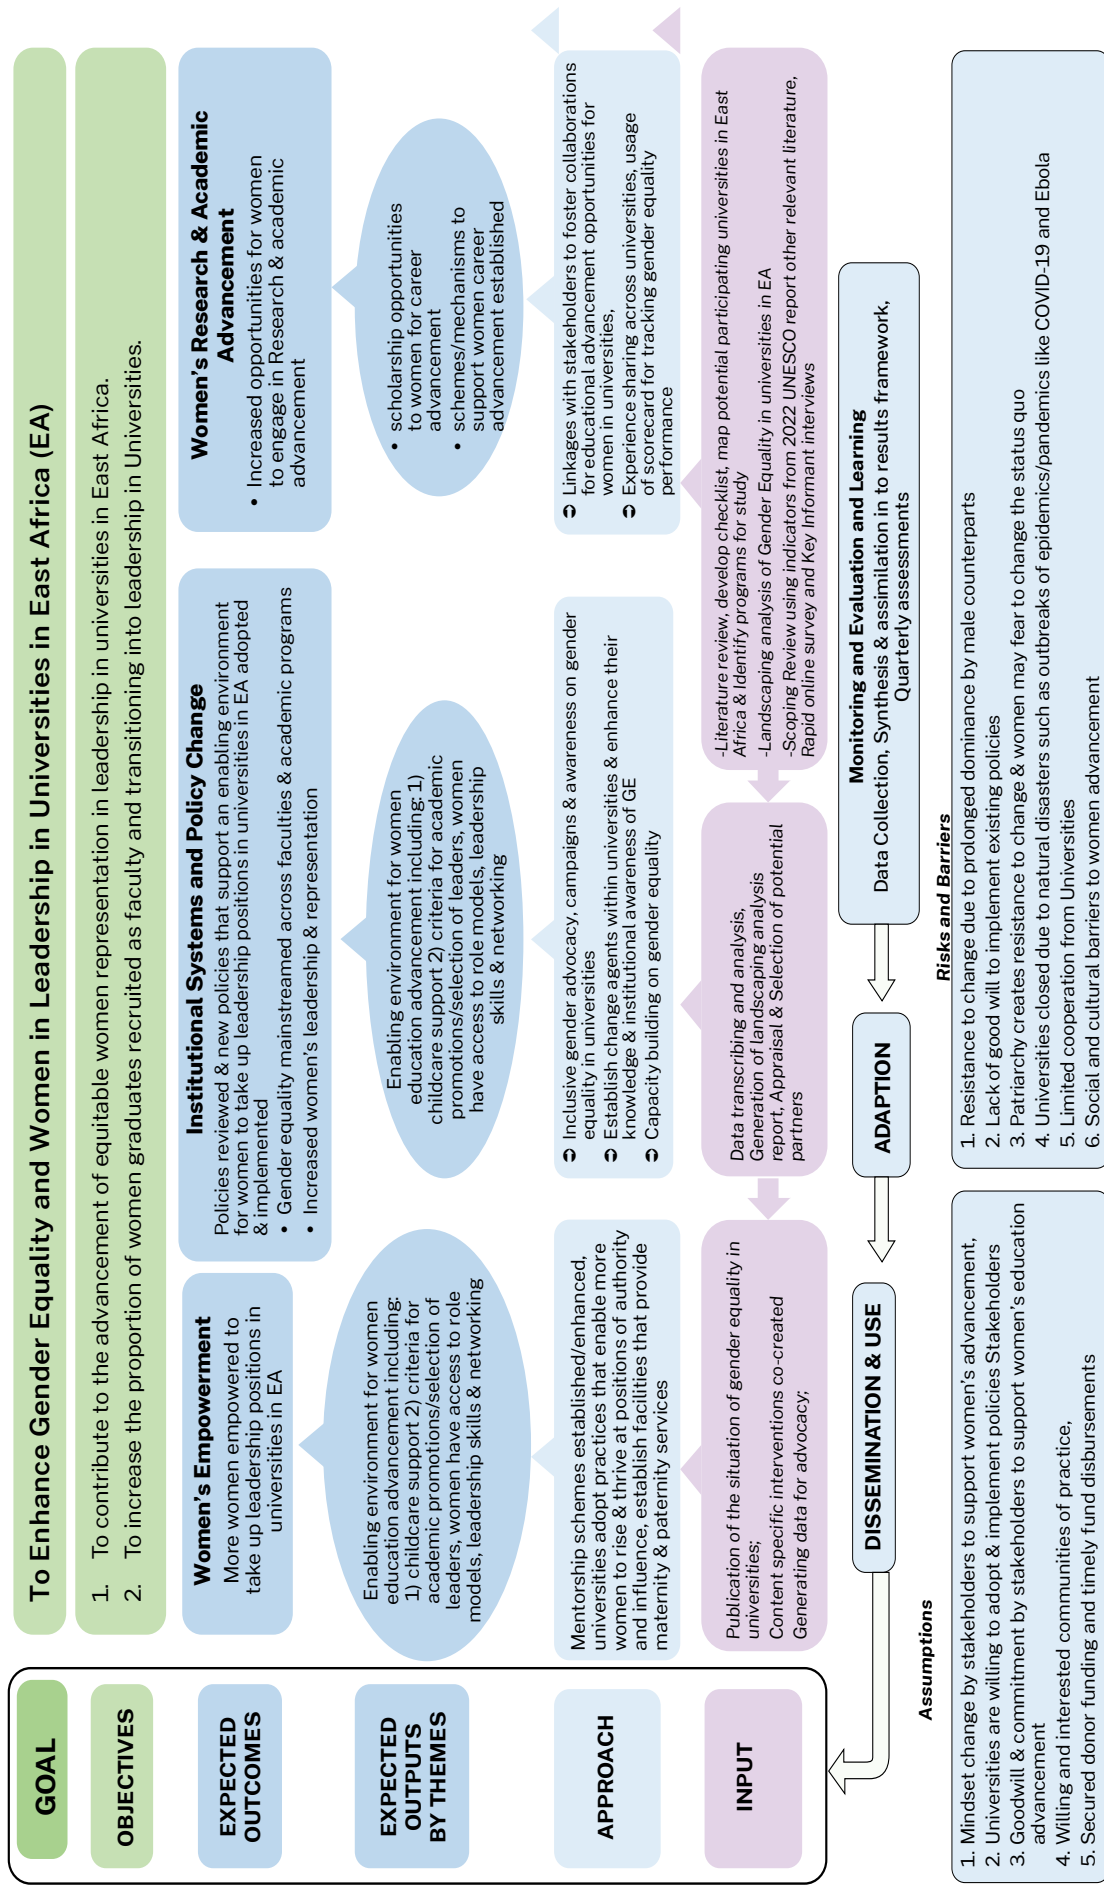 GOAL
To Enhance Gender Equality and Women in Leadership in Universities in East Africa (EA)
OBJECTIVES
1. To contribute to the advancement of equitable women representation in leadership in universities in East Africa.
2. To increase the proportion of women graduates recruited as faculty and transitioning into leadership in Universities.
EXPECTED
OUTCOMES
Women's Empowerment
More women empowered to
take up leadership positions in
universities in EA
Institutional Systems and Policy Change
Policies reviewed & new policies that support an enabling environment
for women to take up leadership positions in universities in EA adopted
& implemented
• Gender equality mainstreamed across faculties & academic programs
• Increased women's leadership & representation
Women's Research & Academic
Advancement
• Increased opportunities for women
to engage in Research & academic
advancement
EXPECTED
OUTPUTS
BY THEMES
Enabling environment for women
education advancement including:
1) childcare support 2) criteria for
academic promotions/selection of
leaders, women have access to role
models, leadership skills & networking
Enabling environment for women
education advancement including: 1)
childcare support 2) criteria for academic
promotions/selection of leaders, women
have access to role models, leadership
skills & networking
• scholarship opportunities
to women for career
advancement
• schemes/mechanisms to
support women career
advancement established
APPROACH
Mentorship schemes established/enhanced,
universities adopt practices that enable more
women to rise & thrive at positions of authority
and influence, establish facilities that provide
maternity & paternity services
➲ Inclusive gender advocacy, campaigns & awareness on gender
equality in universities
➲ Establish change agents within universities & enhance their
knowledge & institutional awareness of GE
➲ Capacity building on gender equality
➲ Linkages with stakeholders to foster collaborations
for educational advancement opportunities for
women in universities,
➲ Experience sharing across universities, usage
of scorecard for tracking gender equality
performance
INPUT
Publication of the situation of gender equality in
universities;
Content specific interventions co-created
Generating data for advocacy;
Data transcribing and analysis,
Generation of landscaping analysis
report, Appraisal & Selection of potential
partners
-Literature review, develop checklist, map potential participating universities in East
Africa & Identify programs for study
-Landscaping analysis of Gender Equality in universities in EA
-Scoping Review using indicators from 2022 UNESCO report other relevant literature,
Rapid online survey and Key Informant interviews
DISSEMINATION & USE
ADAPTION
Monitoring and Evaluation and Learning
Data Collection, Synthesis & assimilation in to results framework,
Quarterly assessments
Assumptions
1. Mindset change by stakeholders to support women's advancement,
2. Universities are wiling to adopt & implement policies Stakeholders
3. Goodwill & commitment by stakeholders to support women's education
advancement
4. Willing and interested communities of practice,
5. Secured donor funding and timely fund disbursements
Risks and Barriers
1. Resistance to change due to prolonged dominance by male counterparts
2. Lack of good will to implement existing policies
3. Patriarchy creates resistance to change & women may fear to change the status quo
4. Universities closed due to natural disasters such as outbreaks of epidemics/pandemics like COVID-19 and Ebola
5. Limited cooperation from Universities
6. Social and cultural barriers to women advancement